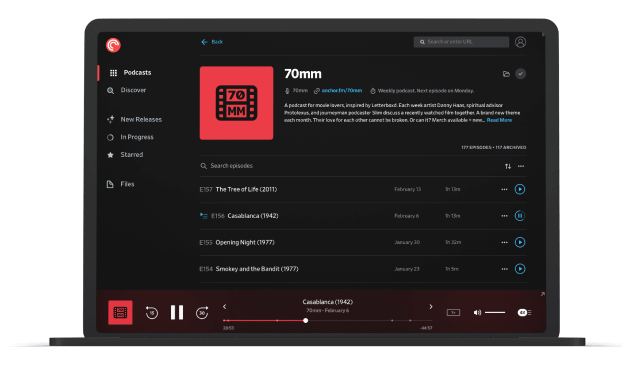 Back
Search or enter URL
Podcasts
Discover
New Releases
In Progress
Starred
Files
70
MM
70mm
70mm anchor.fm/70mm Weekly podcast. Next episode on Monday.
A podcast for movie lovers, inspired by Letterboxd. Each week artist Danny Haas, spiritual advisor
Protolexus, and journeyman podcaster Slim discuss a recently watched film together. A brand new theme
each month. Their love for each other cannot be broken. Or can it? Merch available + new... Read More
177 EPISODES • 117 ARCHIVED
Search episodes
E157 The Tree of Life (2011) February 13 1h 13m
E156 Casablanca (1942) February 6 1h 18m
E155 Opening Night (1977) January 30 1h 32m
E154 Smokey and the Bandit (1977) January 23 1h 5m
15
30
Casablanca (1942)
70mm - February 6
-44:57
1x